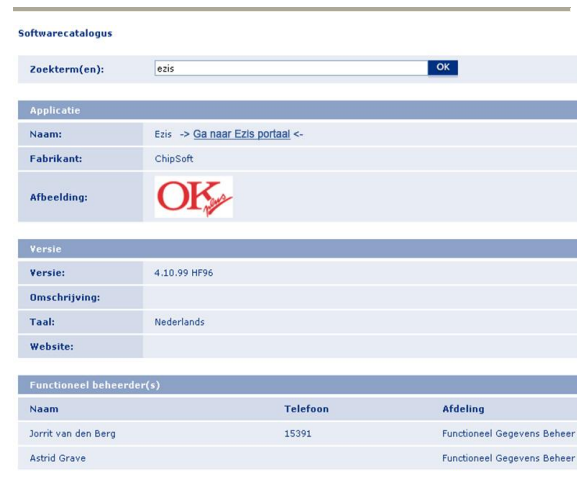 Softwarecatalogus
Zoekterm(en): ezis OK
Applicatie
Naam: Ezis -> Ga naar Ezis portaal <-
Fabrikant: ChipSoft
Afbeelding: OK plus
Versie
Versie: 4.10.99 HF96
Omschrijving:
Taal: Nederlands
Website:
Functioneel beheerder(s)
Naam Telefoon Afdeling
Jorrit van den Berg 15391 Functioneel Gegevens Beheer
Astrid Grave Functioneel Gegevens Beheer